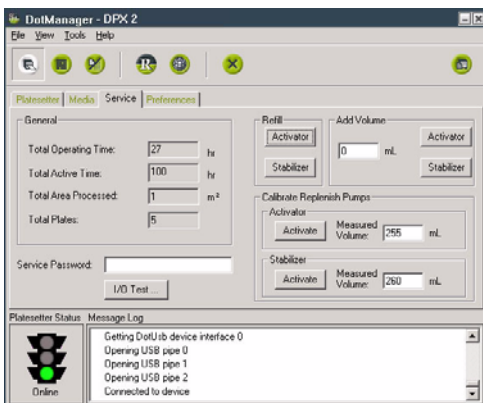 DotManager - DPX 2
File View Tools Help
R
Platesetter Media Service Preferences
General
Total Operating Time: 27 hr
Total Active Time: 100 hr
Total Area Processed: 1 m²
Total Plates: 5
Service Password:
I/O Test ...
Refill
Activator
Stabilizer
Add Volume
0 mL
Activator
Stabilizer
Calibrate Replenish Pumps
Activator
Activate Measured Volume: 255 mL
Stabilizer
Activate Measured Volume: 260 mL
Platesetter Status Message Log
Online
Getting DotUsb device interface 0
Opening USB pipe 0
Opening USB pipe 1
Opening USB pipe 2
Connected to device